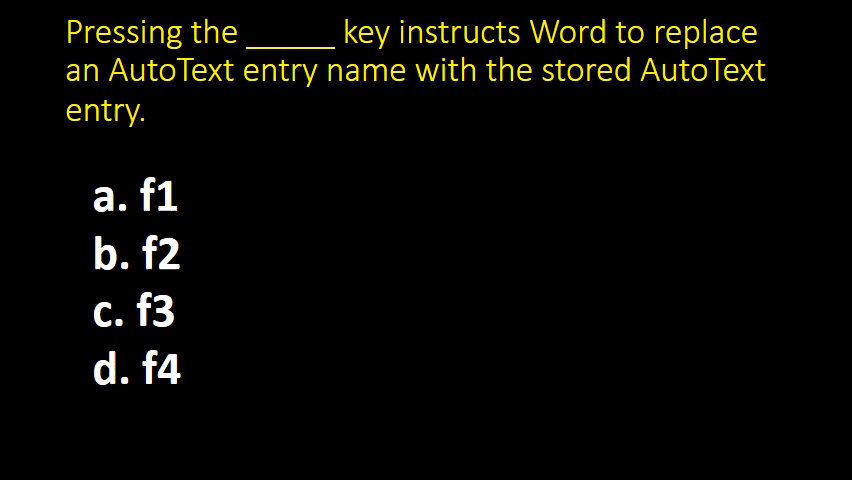 Pressing the _____ key instructs Word to replace
an AutoText entry name with the stored AutoText
entry.
a. f1
b. f2
c. f3
d. f4